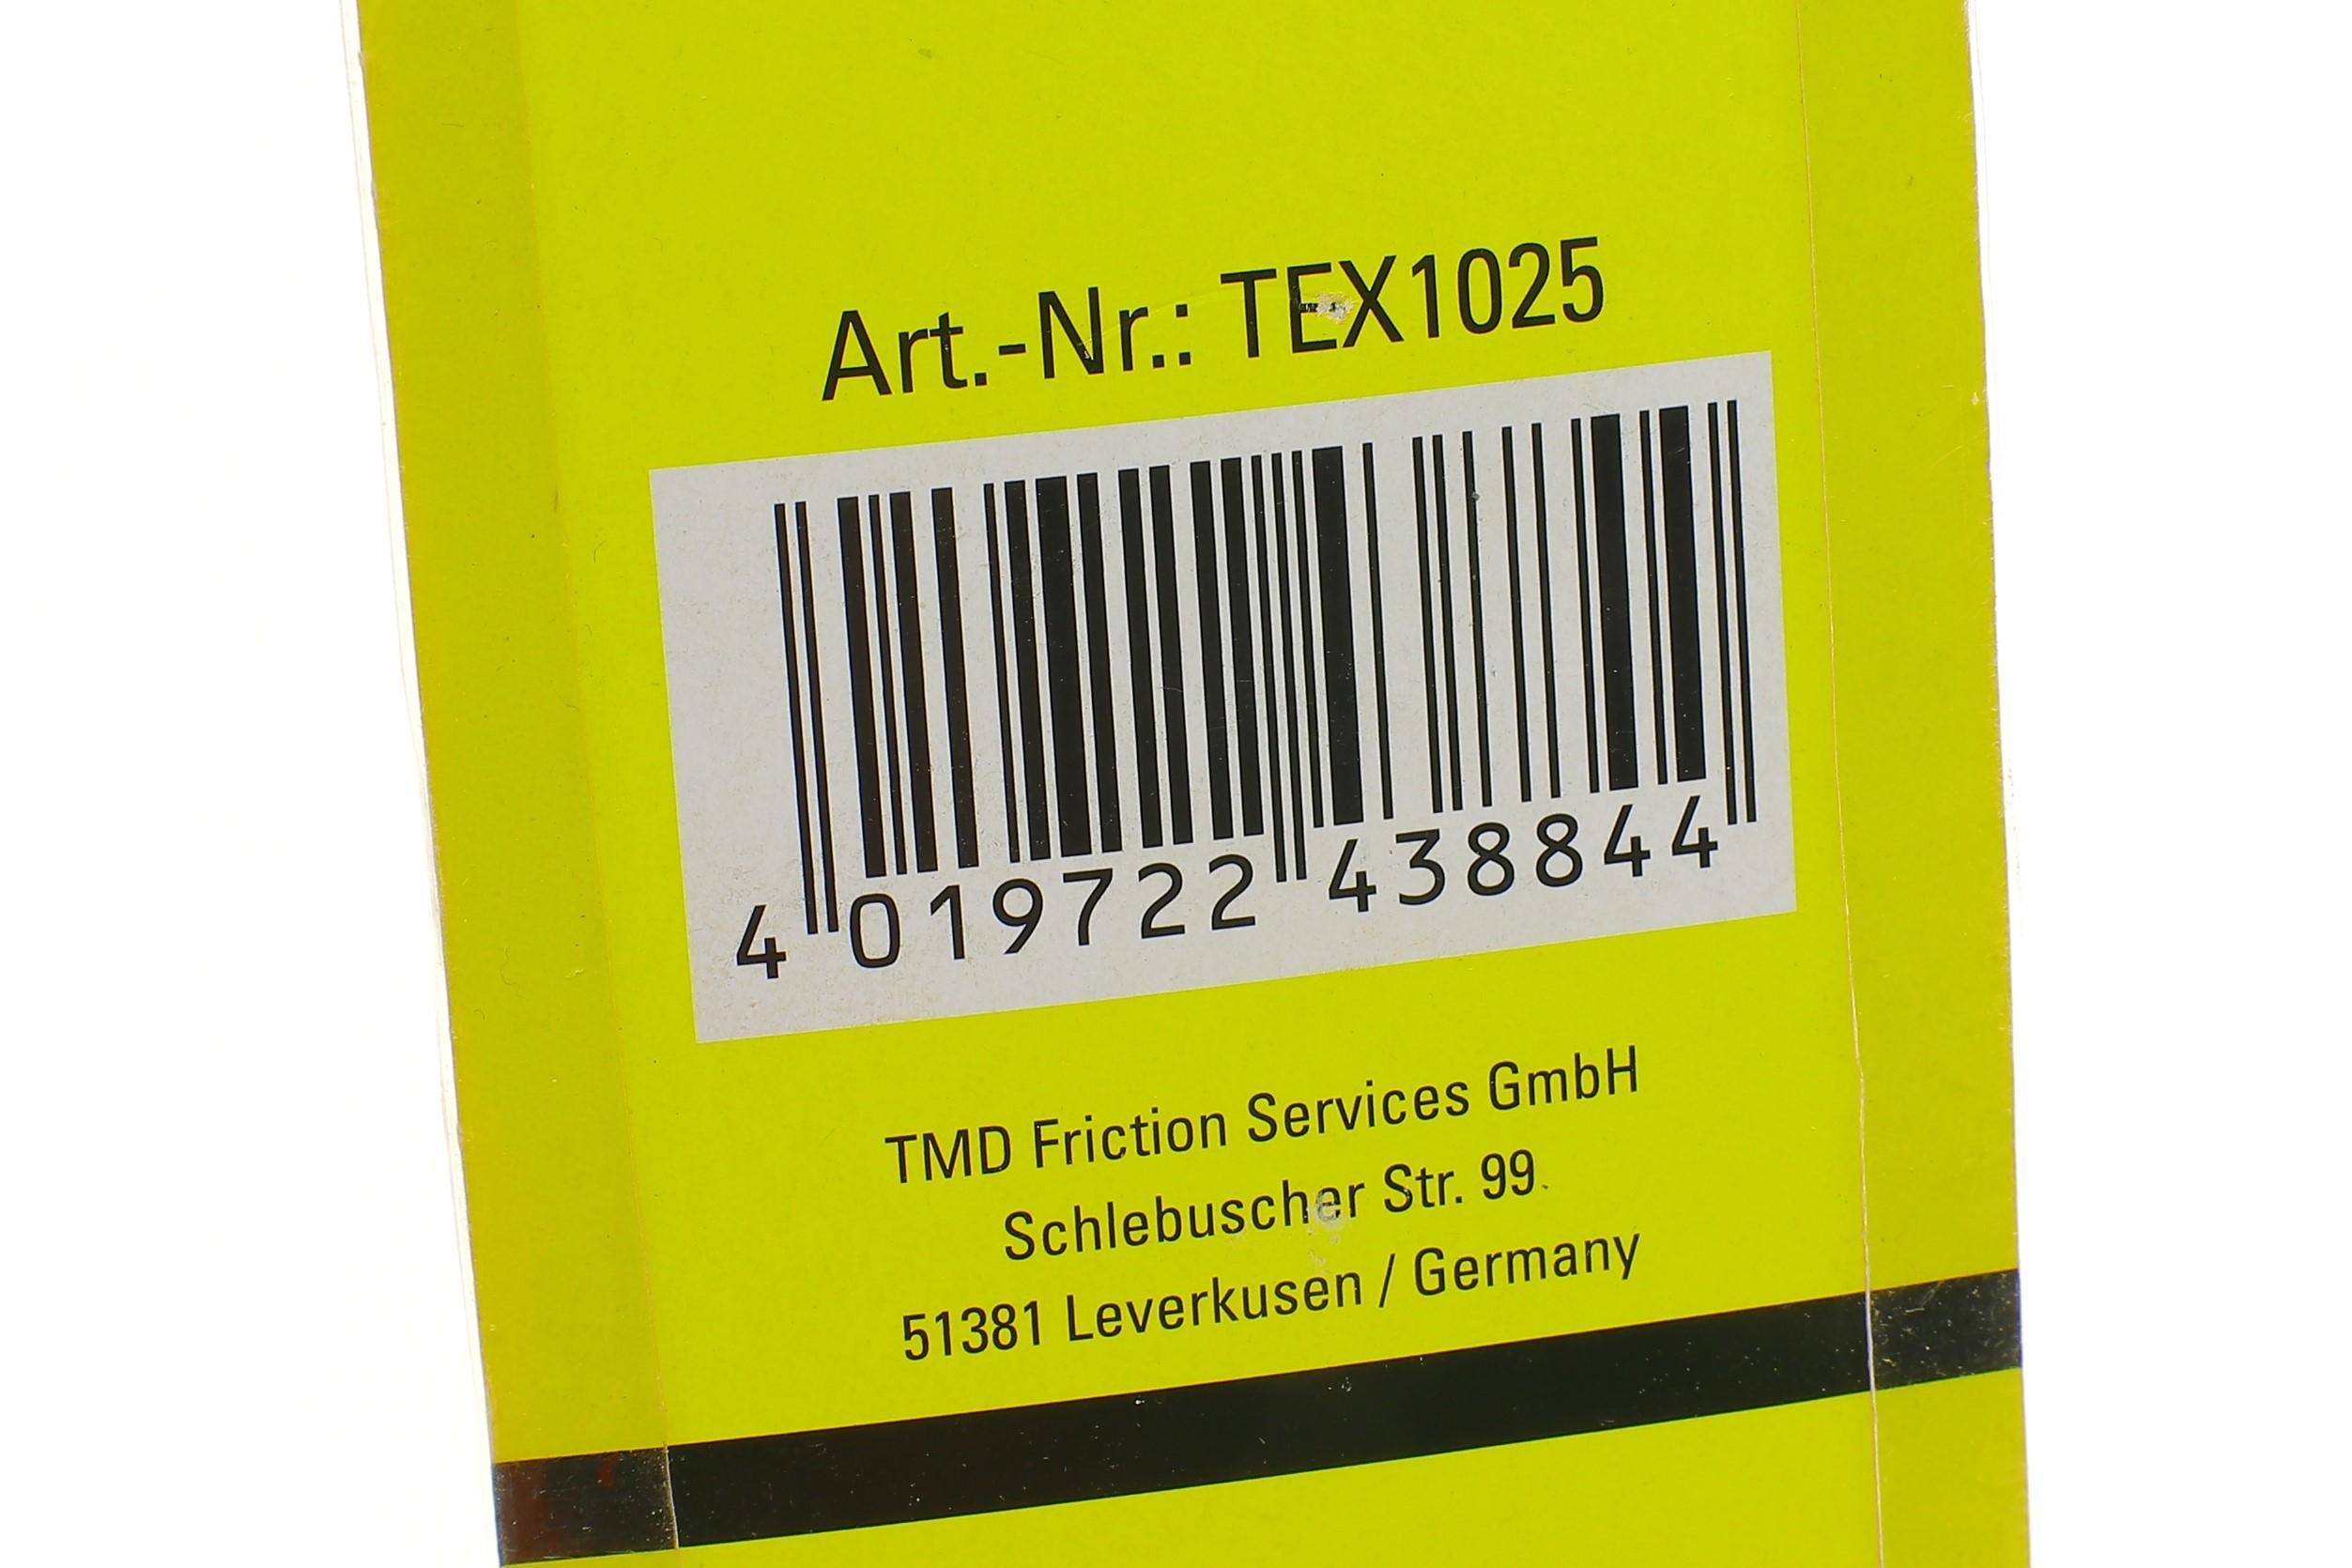 Art.-Nr.: TEX1025
4 019722 438844
TMD Friction Services GmbH
Schlebuscher Str. 99
51381 Leverkusen / Germany